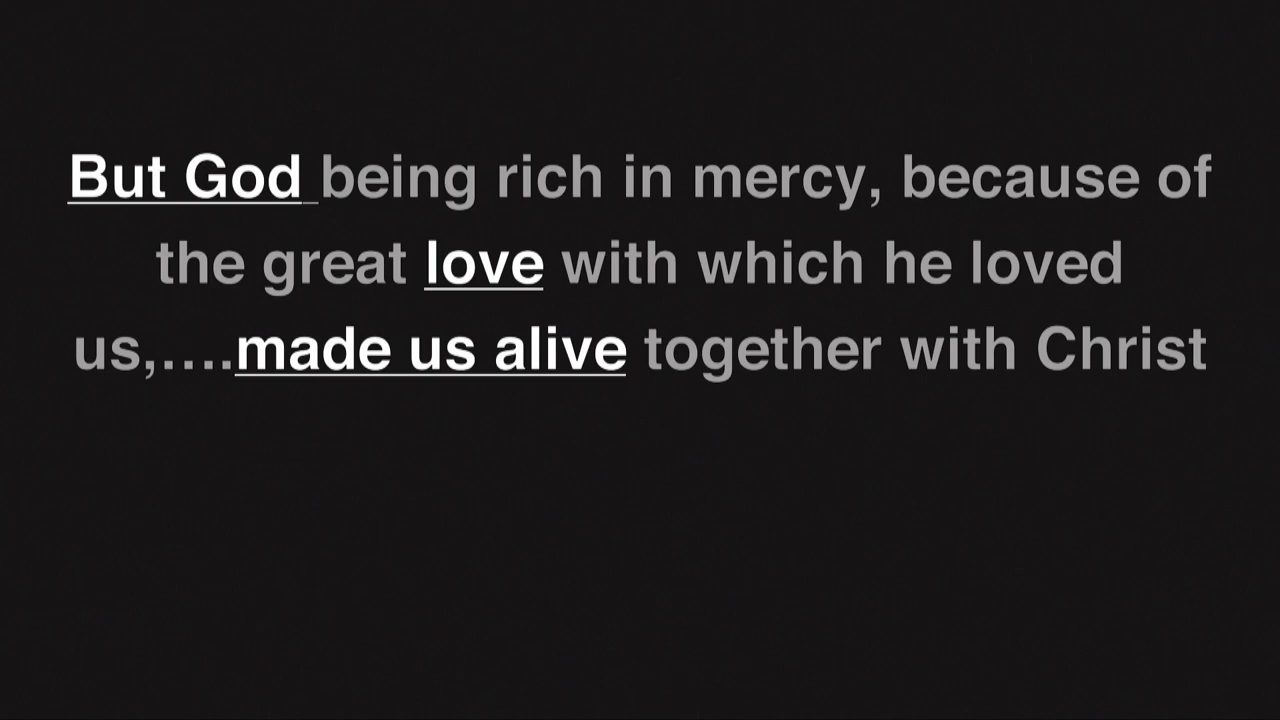 But God being rich in mercy, because of
the great love with which he loved
us,....made us alive together with Christ